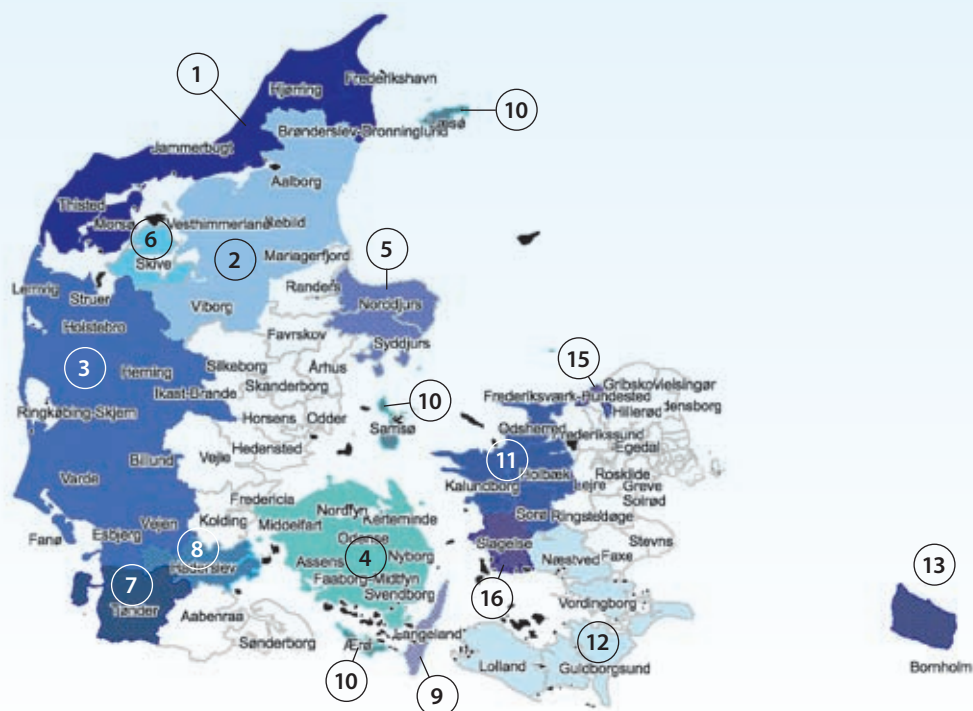 1
Frederikshavn
Hjørring
10
Læsø
Brønderslev-Dronninglund
Jammerbugt
Aalborg
Thisted
Morsø
Vesthimmerland
Rebild
6
2
5
Mariagerfjord
Skive
Randers
Norddjurs
Lemvig
Struer
Viborg
Holstebro
Favrskov
Syddjurs
15
3
Silkeborg
Århus
Gribskov
Helsingør
Herning
Skanderborg
10
Frederiksværk-Hundested
Ikast-Brande
Hillerød
Ringkøbing-Skjern
Horsens
Odder
Samsø
Odsherred
Frederikssund
Hedensted
Egedal
11
Billund
Vejle
Holbæk
Roskilde
Varde
Kalundborg
Lejre
Greve
Solrød
Fredericia
Nordfyn
Kerteminde
Sorø
Ringsted
Køge
Vejen
Kolding
Middelfart
Esbjerg
Odense
Stevns
Fanø
8
Slagelse
Nyborg
4
Assens
Næstved
Faxe
Haderslev
Faaborg-Midtfyn
13
7
Svendborg
16
Vordingborg
Tønder
Aabenraa
Langeland
12
Sønderborg
Ærø
Lolland
Guldborgsund
Bornholm
10
9